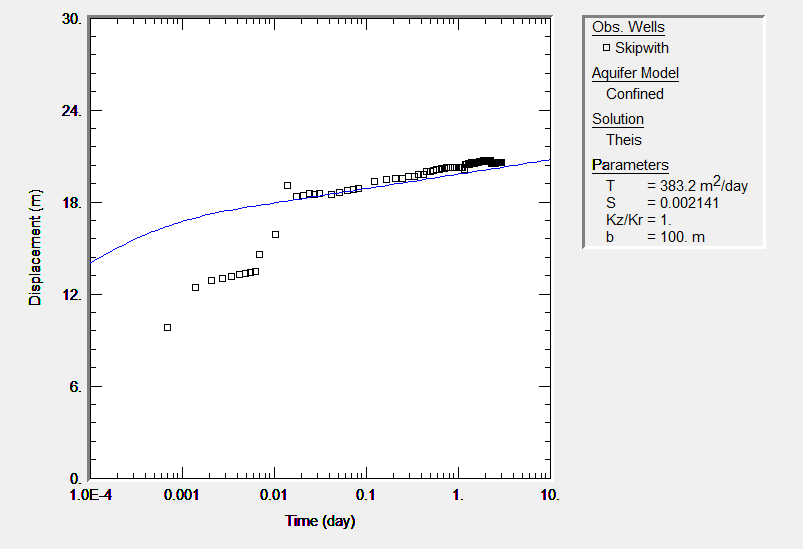 30.
24.
18.
12.
6.
0.
Displacement (m)
1.0E-4 0.001 0.01 0.1 1. 10.
Time (day)
Obs. Wells
Skipwith
Aquifer Model
Confined
Solution
Theis
Parameters
T = 383.2 m²/day
S = 0.002141
Kz/Kr = 1.
b = 100. m